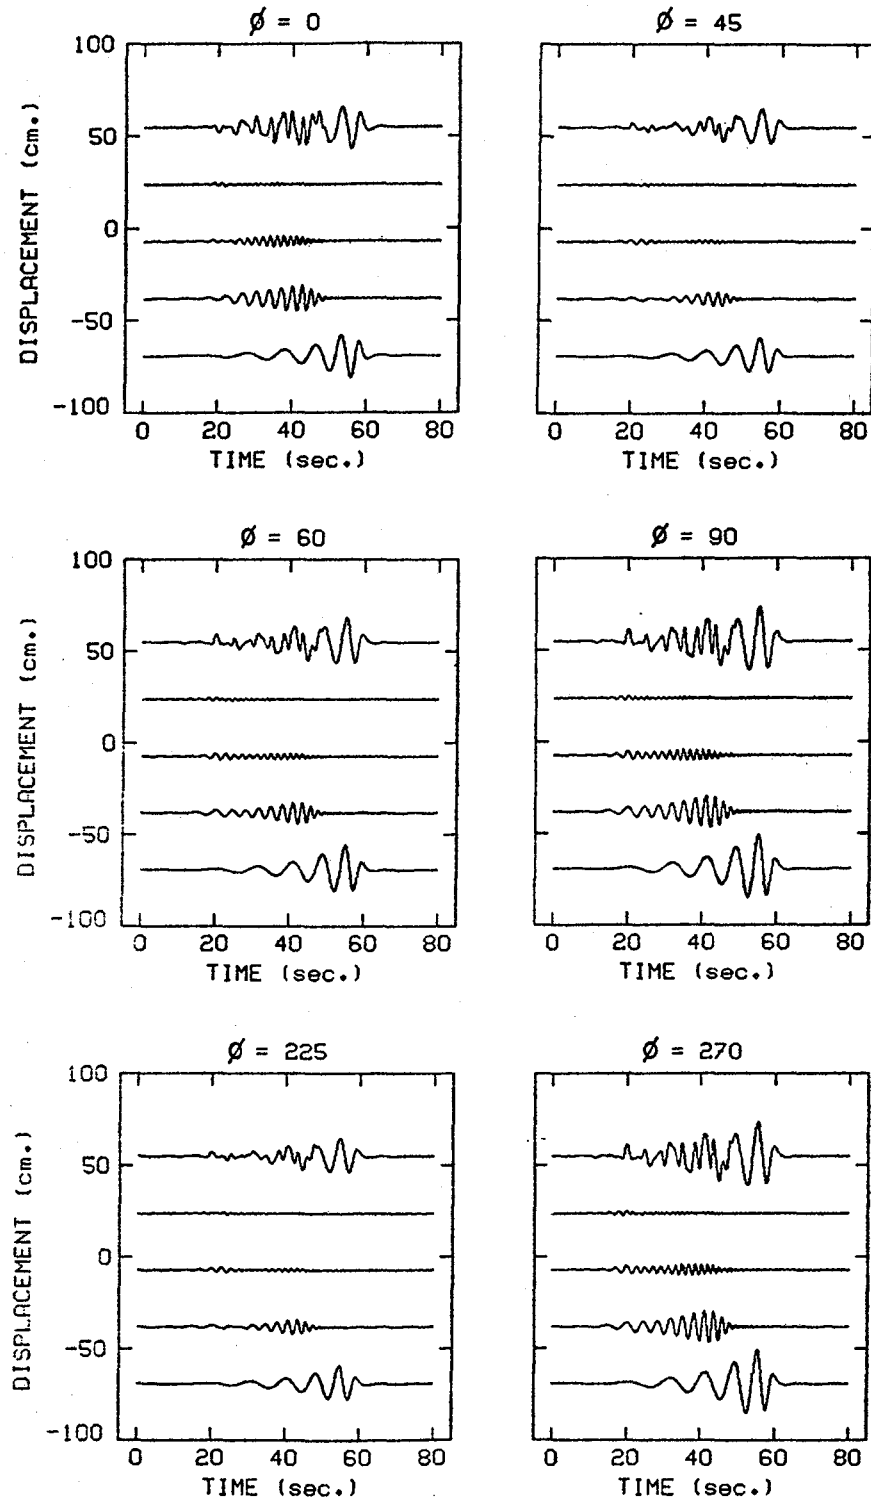 Ø = 0
100
50
0
-50
-100
DISPLACEMENT (cm.)
0 20 40 60 80
TIME (sec.)
Ø = 45
0 20 40 60 80
TIME (sec.)
Ø = 60
100
50
0
-50
-100
DISPLACEMENT (cm.)
0 20 40 60 80
TIME (sec.)
Ø = 90
0 20 40 60 80
TIME (sec.)
Ø = 225
100
50
0
-50
-100
DISPLACEMENT (cm.)
0 20 40 60 80
TIME (sec.)
Ø = 270
0 20 40 60 80
TIME (sec.)